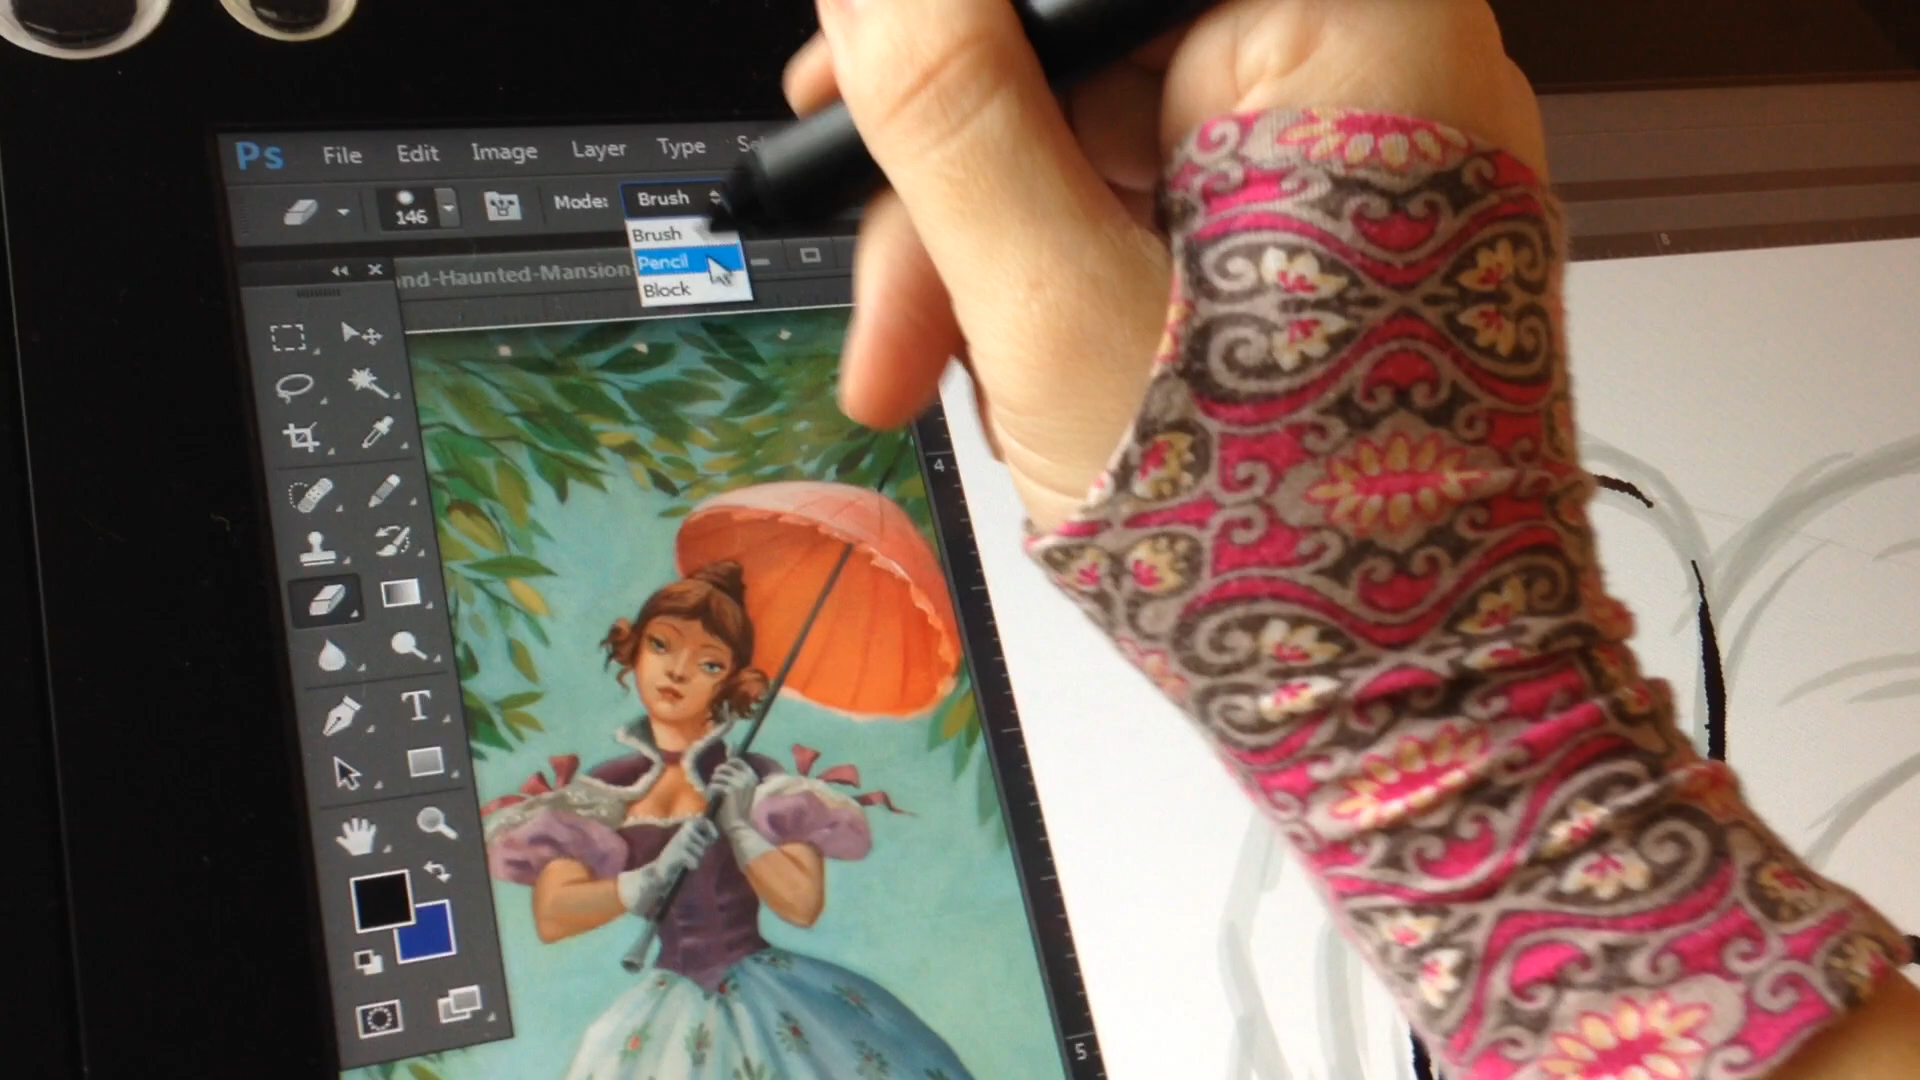 Ps File Edit Image Layer Type
146 Mode: Brush
Brush
Pencil
Block
nd-Haunted-Mansion
T
4
5